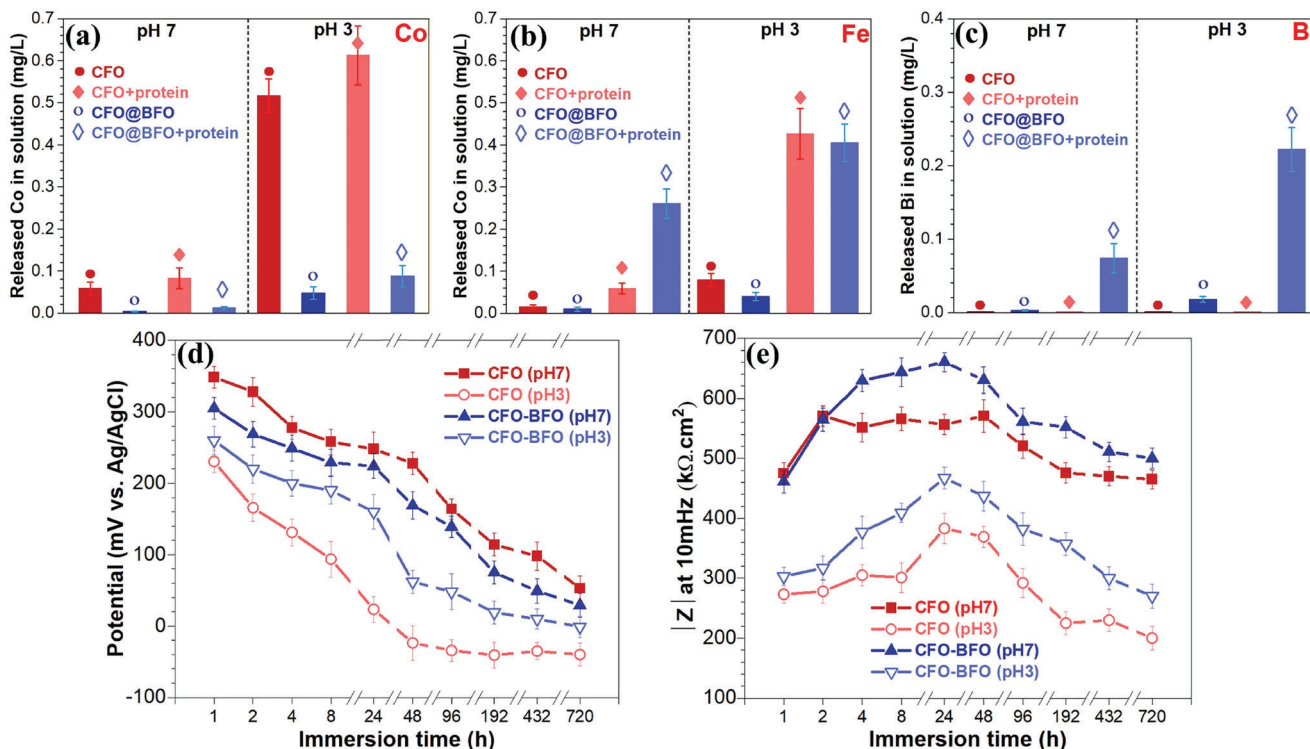 (a)
pH 7
pH 3
Co
CFO
CFO+protein
CFO@BFO
CFO@BFO+protein
Released Co in solution (mg/L)
0.7
0.6
0.5
0.4
0.3
0.2
0.1
0.0
(b)
pH 7
pH 3
Fe
CFO
CFO+protein
CFO@BFO
CFO@BFO+protein
Released Co in solution (mg/L)
0.7
0.6
0.5
0.4
0.3
0.2
0.1
0.0
(c)
pH 7
pH 3
B
CFO
CFO+protein
CFO@BFO
CFO@BFO+protein
Released Bi in solution (mg/L)
0.4
0.3
0.2
0.1
0.0
(d)
CFO (pH7)
CFO (pH3)
CFO-BFO (pH7)
CFO-BFO (pH3)
Potential (mV vs. Ag/AgCl)
400
300
200
100
0
-100
1 2 4 8 24 48 96 192 432 720
Immersion time (h)
(e)
CFO (pH7)
CFO (pH3)
CFO-BFO (pH7)
CFO-BFO (pH3)
|Z| at 10mHz (kΩ.cm²)
700
600
500
400
300
200
100
1 2 4 8 24 48 96 192 432 720
Immersion time (h)